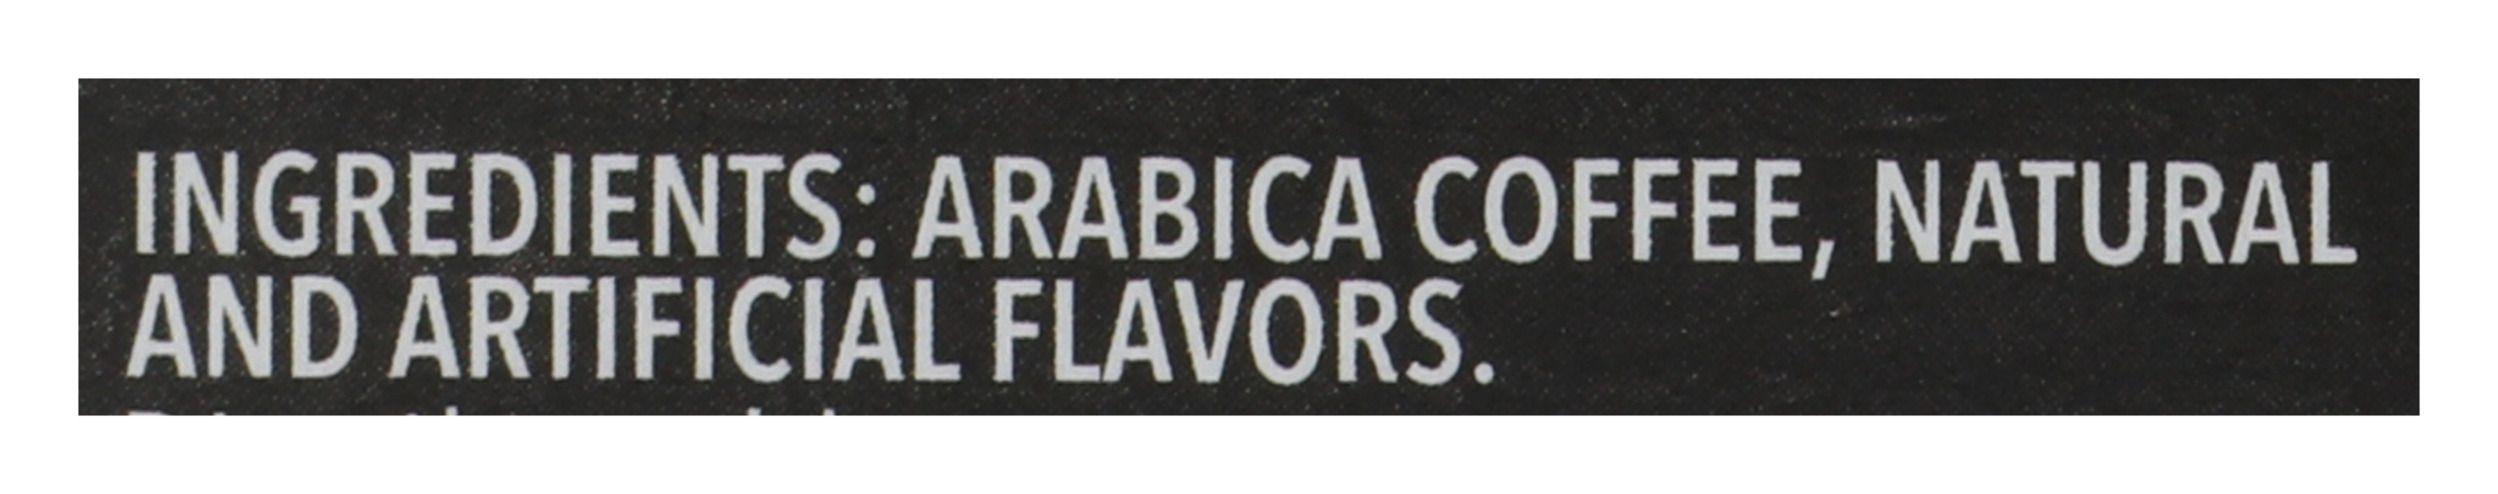 INGREDIENTS: ARABICA COFFEE, NATURAL
AND ARTIFICIAL FLAVORS.